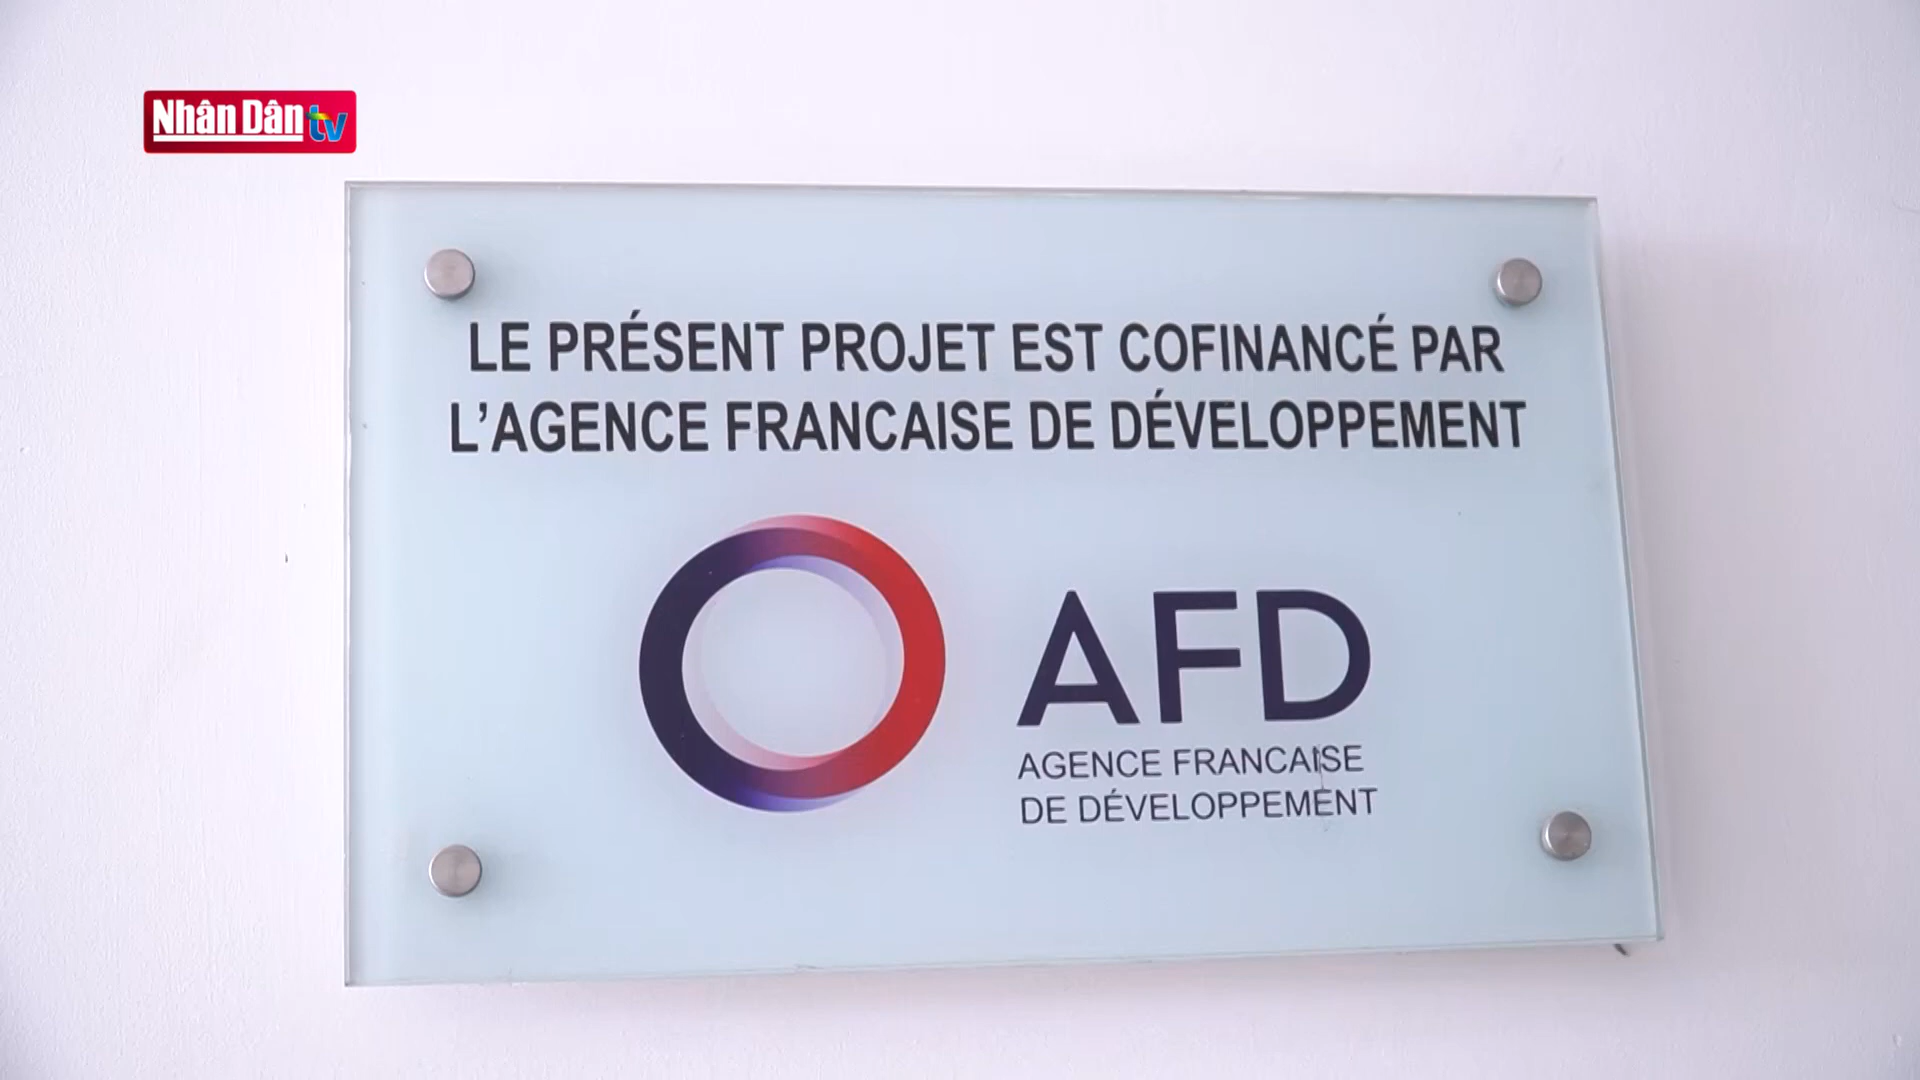 Nhân Dân tv
LE PRÉSENT PROJET EST COFINANCÉ PAR
L’AGENCE FRANCAISE DE DÉVELOPPEMENT
AFD
AGENCE FRANCAISE
DE DÉVELOPPEMENT